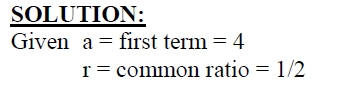 SOLUTION:
Given a = first term = 4
r = common ratio = 1/2